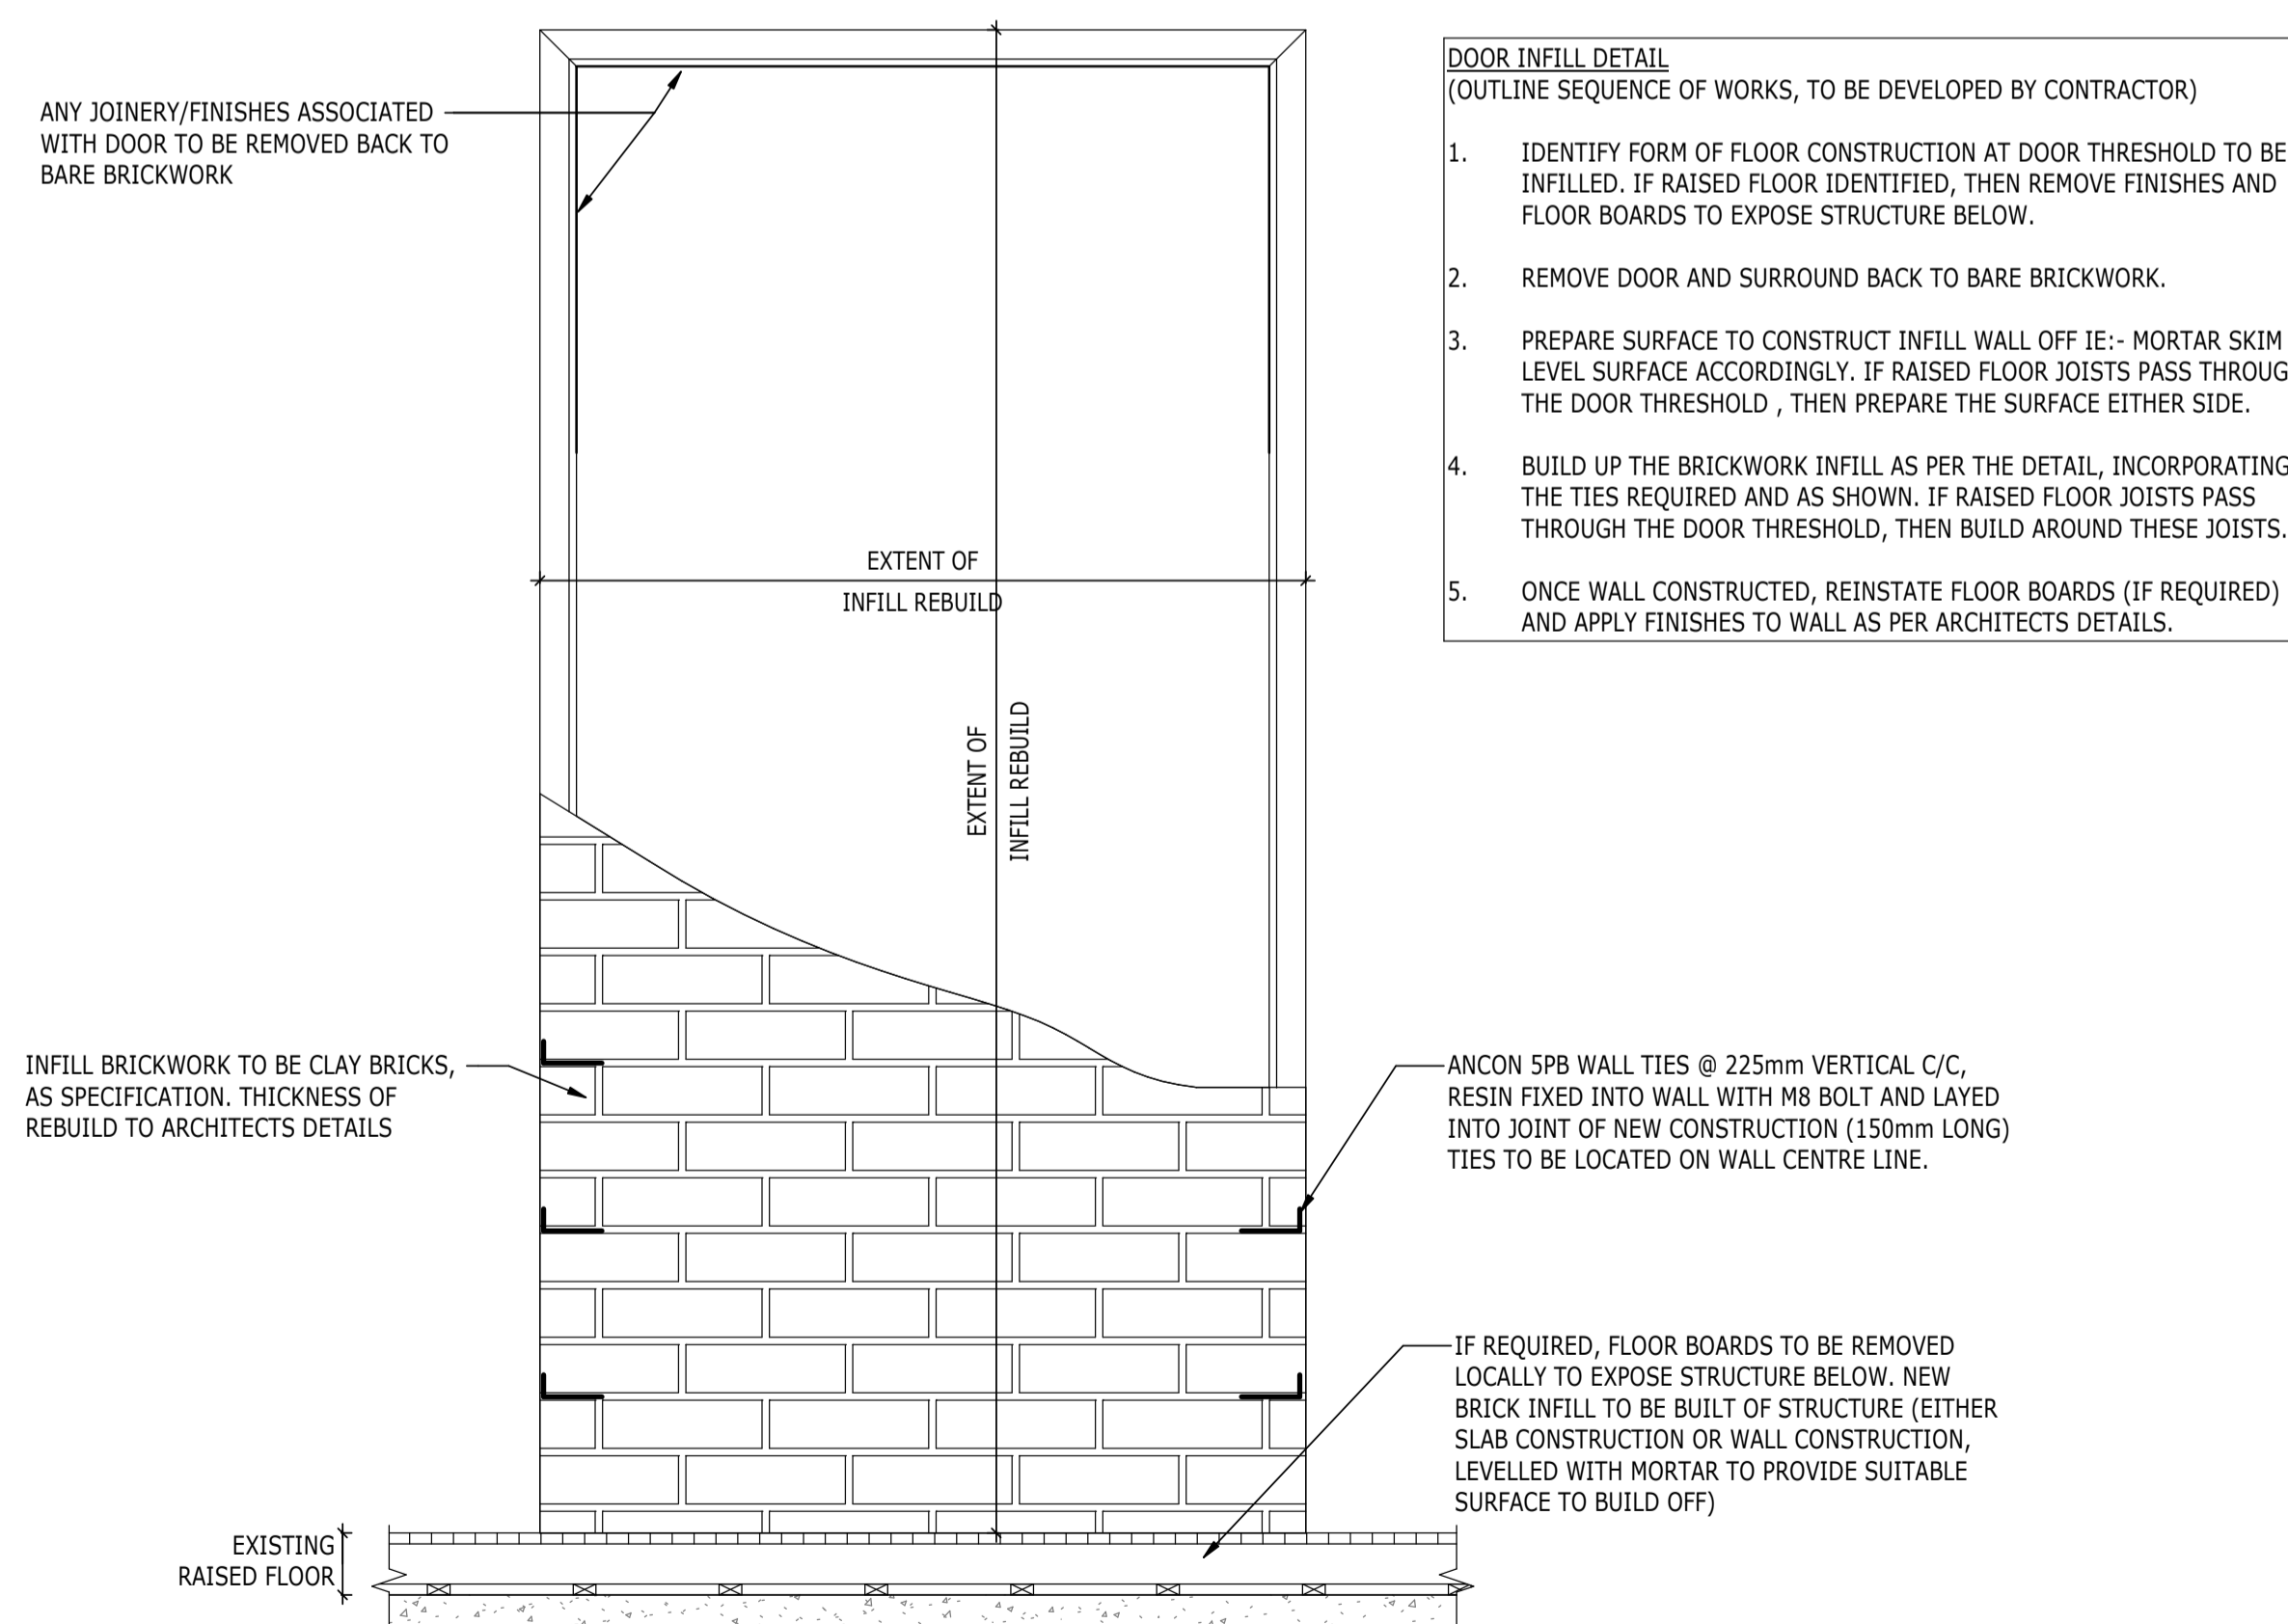 ANY JOINERY/FINISHES ASSOCIATED
WITH DOOR TO BE REMOVED BACK TO
BARE BRICKWORK
DOOR INFILL DETAIL
(OUTLINE SEQUENCE OF WORKS, TO BE DEVELOPED BY CONTRACTOR)
1. IDENTIFY FORM OF FLOOR CONSTRUCTION AT DOOR THRESHOLD TO BE
INFILLED. IF RAISED FLOOR IDENTIFIED, THEN REMOVE FINISHES AND
FLOOR BOARDS TO EXPOSE STRUCTURE BELOW.
2. REMOVE DOOR AND SURROUND BACK TO BARE BRICKWORK.
3. PREPARE SURFACE TO CONSTRUCT INFILL WALL OFF IE:- MORTAR SKIM
LEVEL SURFACE ACCORDINGLY. IF RAISED FLOOR JOISTS PASS THROUG
THE DOOR THRESHOLD , THEN PREPARE THE SURFACE EITHER SIDE.
4. BUILD UP THE BRICKWORK INFILL AS PER THE DETAIL, INCORPORATING
THE TIES REQUIRED AND AS SHOWN. IF RAISED FLOOR JOISTS PASS
THROUGH THE DOOR THRESHOLD, THEN BUILD AROUND THESE JOISTS.
5. ONCE WALL CONSTRUCTED, REINSTATE FLOOR BOARDS (IF REQUIRED)
AND APPLY FINISHES TO WALL AS PER ARCHITECTS DETAILS.
EXTENT OF
INFILL REBUILD
EXTENT OF
INFILL REBUILD
INFILL BRICKWORK TO BE CLAY BRICKS,
AS SPECIFICATION. THICKNESS OF
REBUILD TO ARCHITECTS DETAILS
ANCON 5PB WALL TIES @ 225mm VERTICAL C/C,
RESIN FIXED INTO WALL WITH M8 BOLT AND LAYED
INTO JOINT OF NEW CONSTRUCTION (150mm LONG)
TIES TO BE LOCATED ON WALL CENTRE LINE.
IF REQUIRED, FLOOR BOARDS TO BE REMOVED
LOCALLY TO EXPOSE STRUCTURE BELOW. NEW
BRICK INFILL TO BE BUILT OF STRUCTURE (EITHER
SLAB CONSTRUCTION OR WALL CONSTRUCTION,
LEVELLED WITH MORTAR TO PROVIDE SUITABLE
SURFACE TO BUILD OFF)
EXISTING
RAISED FLOOR